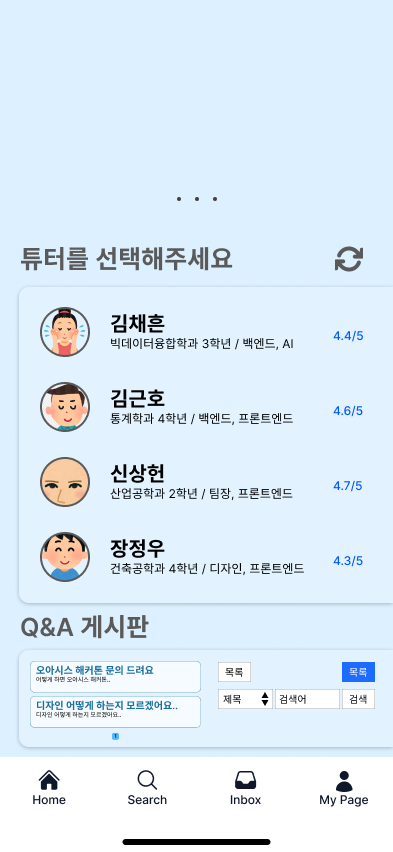 튜터를 선택해주세요
김채흔
빅데이터융합학과 3학년 / 백엔드, AI
4.4/5
김근호
통계학과 4학년 / 백엔드, 프론트엔드
4.6/5
신상헌
산업공학과 2학년 / 팀장, 프론트엔드
4.7/5
장정우
건축공학과 4학년 / 디자인, 프론트엔드
4.3/5
Q&A 게시판
오아시스 해커톤 문의 드려요
어떻게 하면 오아시스 해커톤..
디자인 어떻게 하는지 모르겠어요..
디자인 어떻게 하는지 모르겠어요..
1
목록
목록
제목
검색어
검색
Home
Search
Inbox
My Page